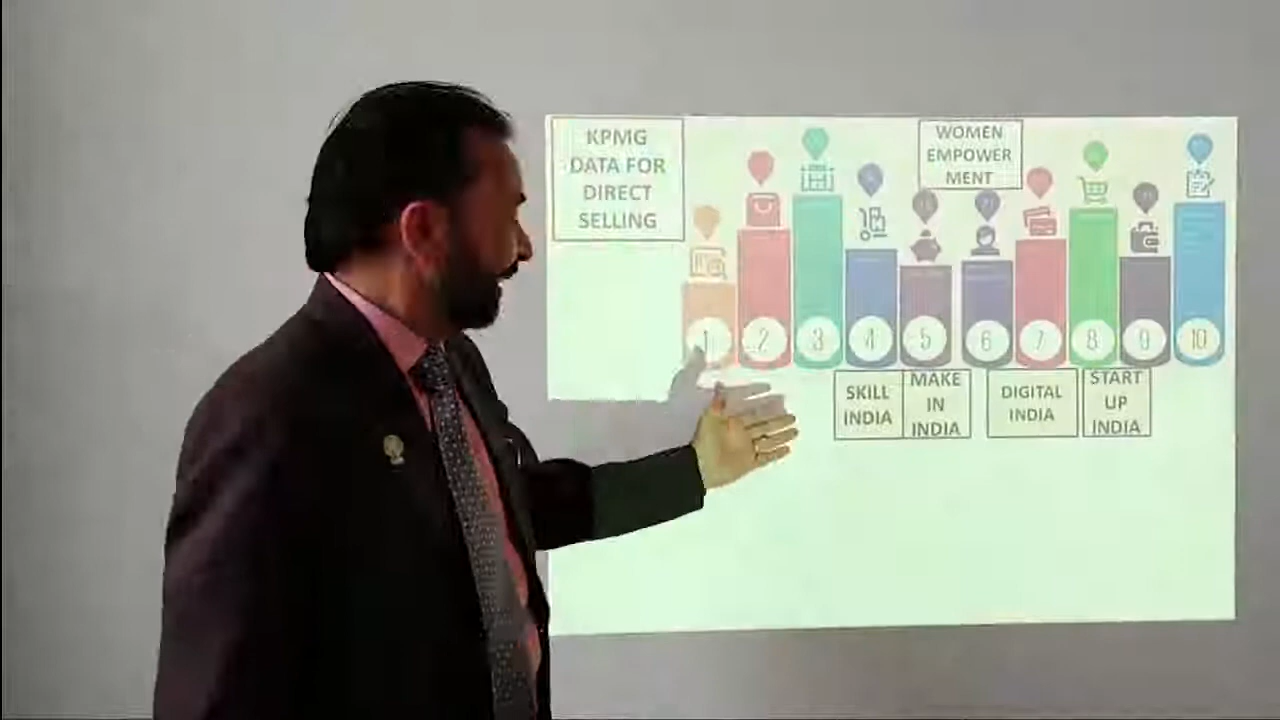 KPMG
DATA FOR
DIRECT
SELLING
WOMEN
EMPOWER
MENT
1
2
3
4
5
6
7
8
9
10
SKILL
INDIA
MAKE
IN
INDIA
DIGITAL
INDIA
START
UP
INDIA